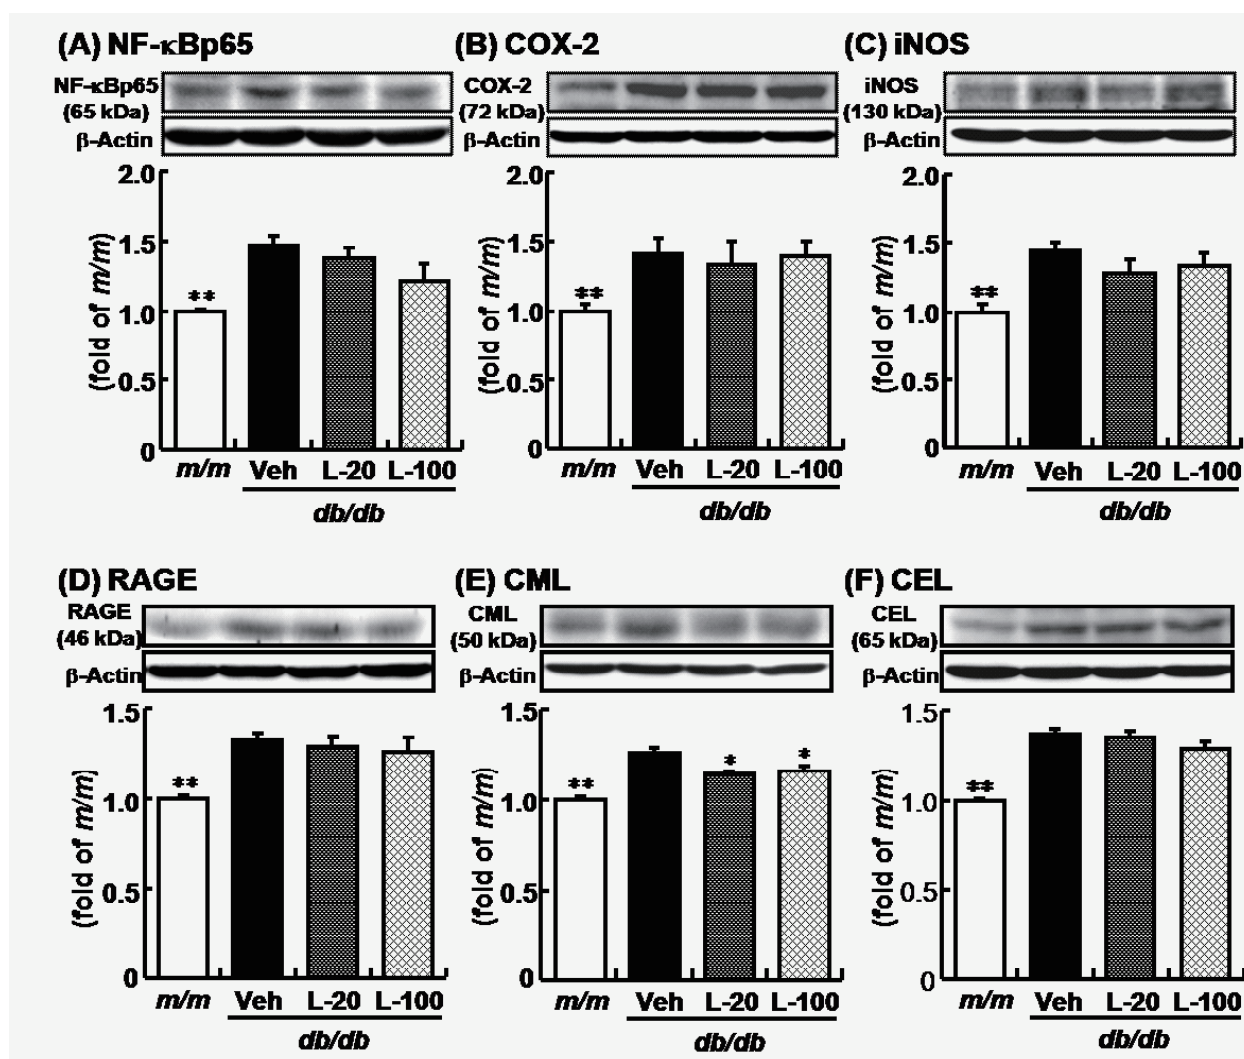 (A) NF-κBp65
NF-κBp65
(65 kDa)
β-Actin
2.0
1.5
1.0
0.5
0
(fold of m/m)
**
m/m Veh L-20 L-100
db/db
(B) COX-2
COX-2
(72 kDa)
β-Actin
2.0
1.5
1.0
0.5
0
(fold of m/m)
**
m/m Veh L-20 L-100
db/db
(C) iNOS
iNOS
(130 kDa)
β-Actin
2.0
1.5
1.0
0.5
0
(fold of m/m)
**
m/m Veh L-20 L-100
db/db
(D) RAGE
RAGE
(46 kDa)
β-Actin
1.5
1.0
0.5
0
(fold of m/m)
**
m/m Veh L-20 L-100
db/db
(E) CML
CML
(50 kDa)
β-Actin
1.5
1.0
0.5
0
(fold of m/m)
**
*
*
m/m Veh L-20 L-100
db/db
(F) CEL
CEL
(65 kDa)
β-Actin
1.5
1.0
0.5
0
(fold of m/m)
**
m/m Veh L-20 L-100
db/db